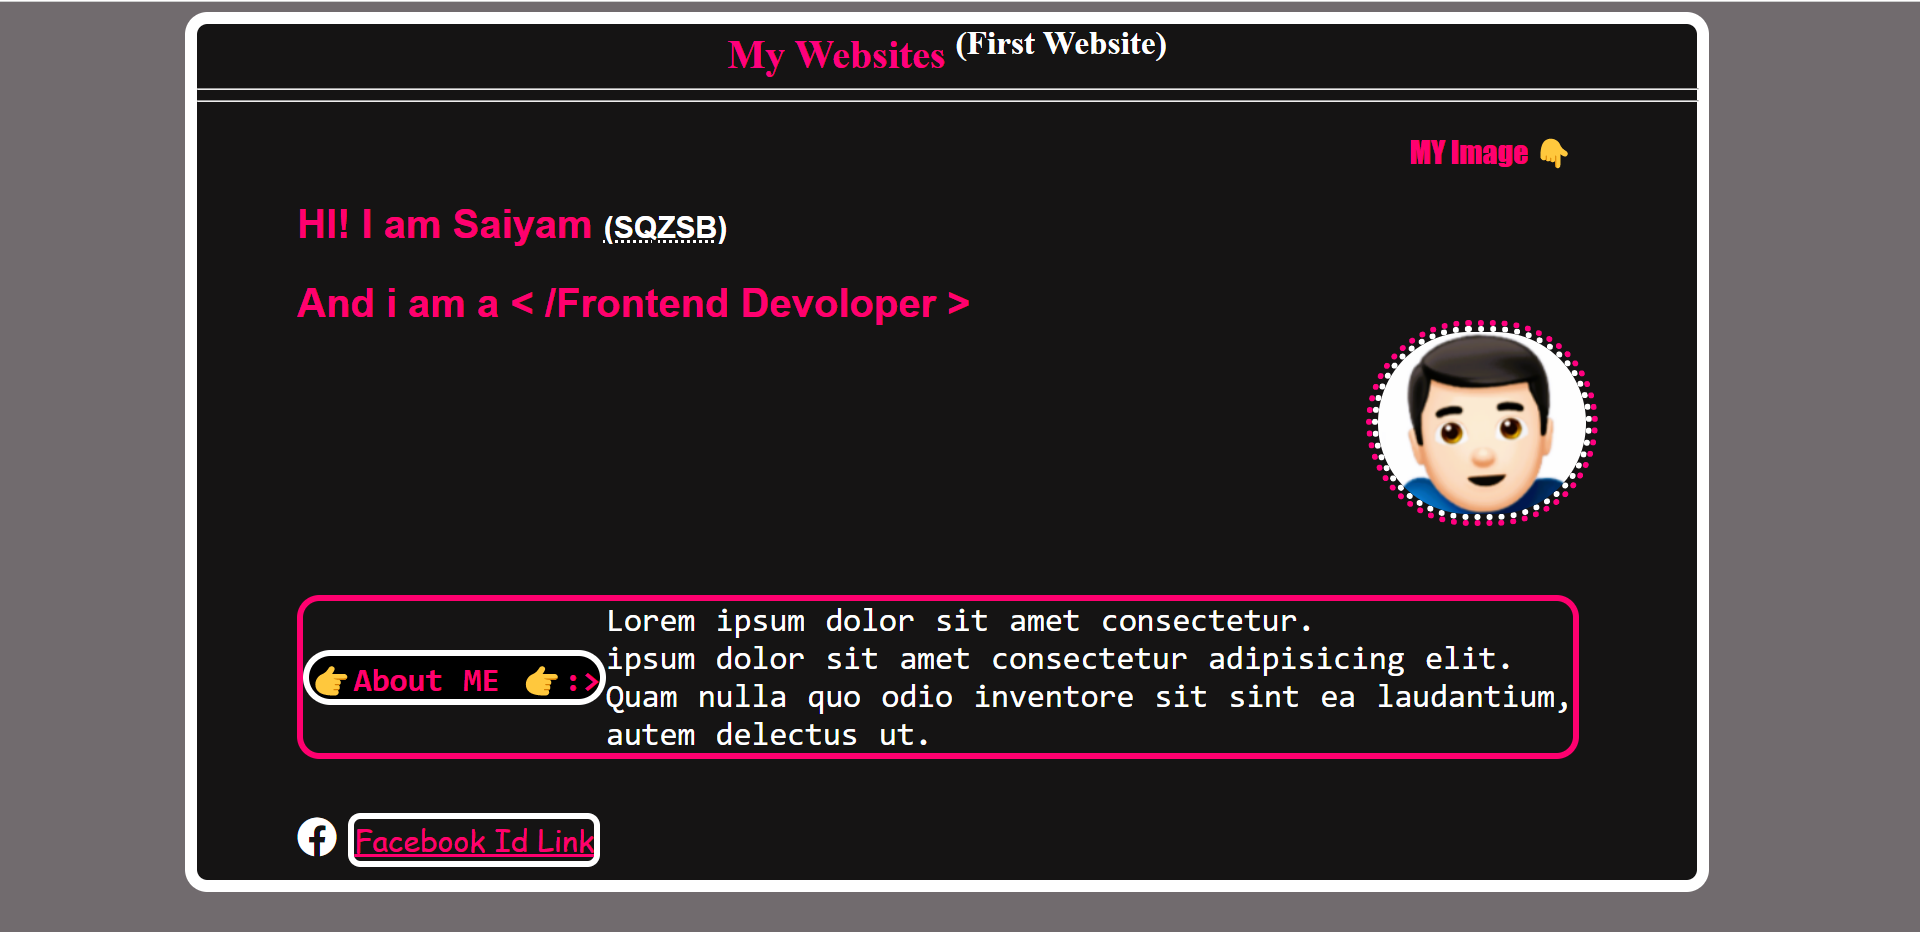 My Websites (First Website)
MY Image 👇
HI! I am Saiyam (SQZSB)
And i am a < /Frontend Devoloper >
👉About ME 👉:>
Lorem ipsum dolor sit amet consectetur.
ipsum dolor sit amet consectetur adipisicing elit.
Quam nulla quo odio inventore sit sint ea laudantium,
autem delectus ut.
Facebook Id Link